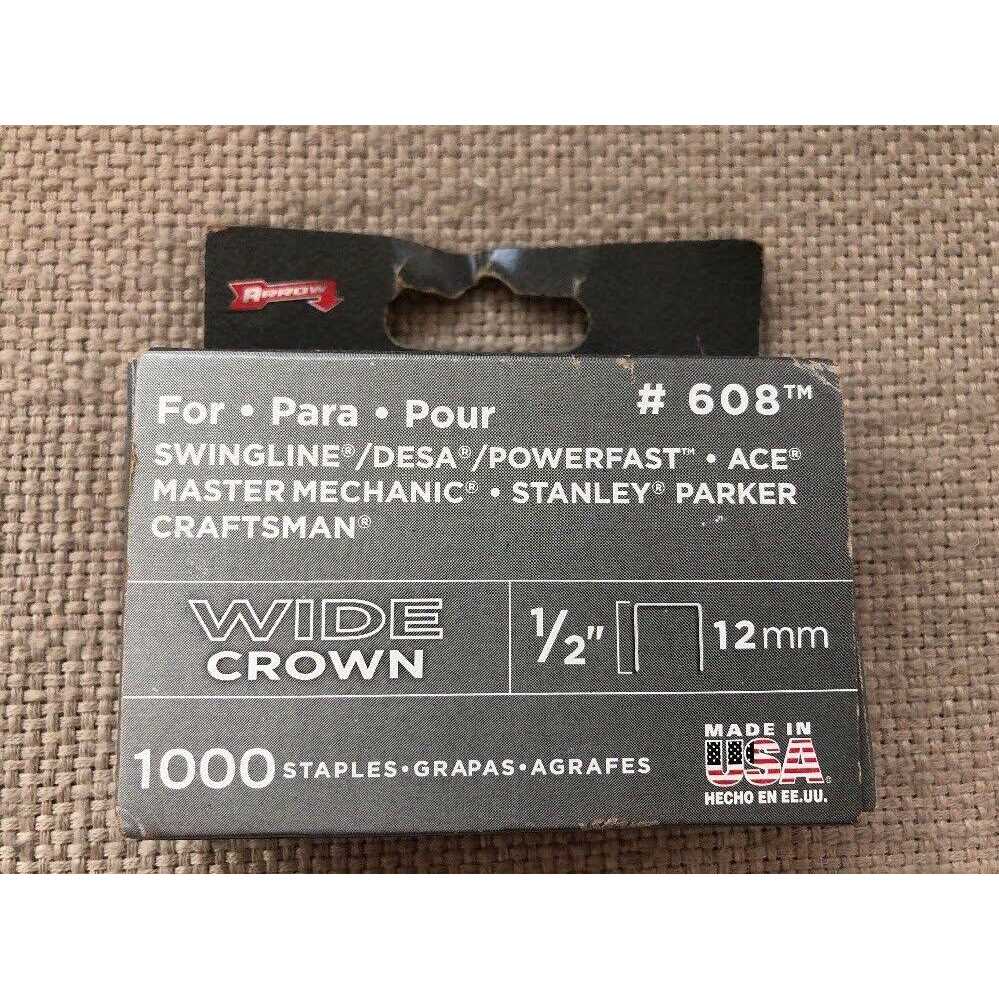 ARROW
For • Para • Pour
# 608™
SWINGLINE®/DESA®/POWERFAST™ • ACE®
MASTER MECHANIC® • STANLEY® PARKER
CRAFTSMAN®
WIDE
CROWN
1/2"
12mm
1000 STAPLES•GRAPAS•AGRAFES
MADE IN
USA®
HECHO EN EE.UU.